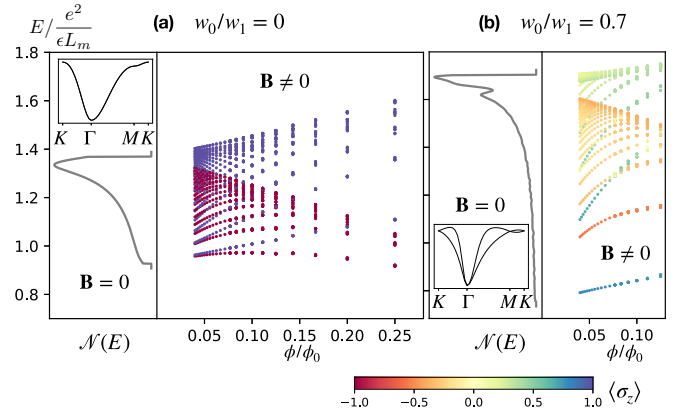 E/ e²/ϵL_m
(a) w₀/w₁ = 0
(b) w₀/w₁ = 0.7
1.8
1.6
1.4
1.2
1.0
0.8
K Γ M K
B = 0
𝒩(E)
B ≠ 0
0.05 0.10 0.15 0.20 0.25
ϕ/ϕ₀
B = 0
K Γ M K
𝒩(E)
B ≠ 0
0.05 0.10
ϕ/ϕ₀
−1.0 −0.5 0.0 0.5 1.0
⟨σ_z⟩